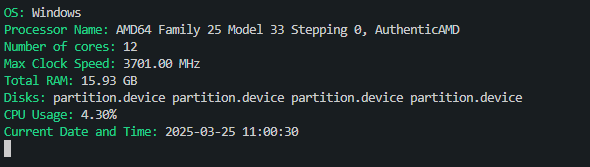 OS: Windows
Processor Name: AMD64 Family 25 Model 33 Stepping 0, AuthenticAMD
Number of cores: 12
Max Clock Speed: 3701.00 MHz
Total RAM: 15.93 GB
Disks: partition.device partition.device partition.device partition.device
CPU Usage: 4.30%
Current Date and Time: 2025-03-25 11:00:30